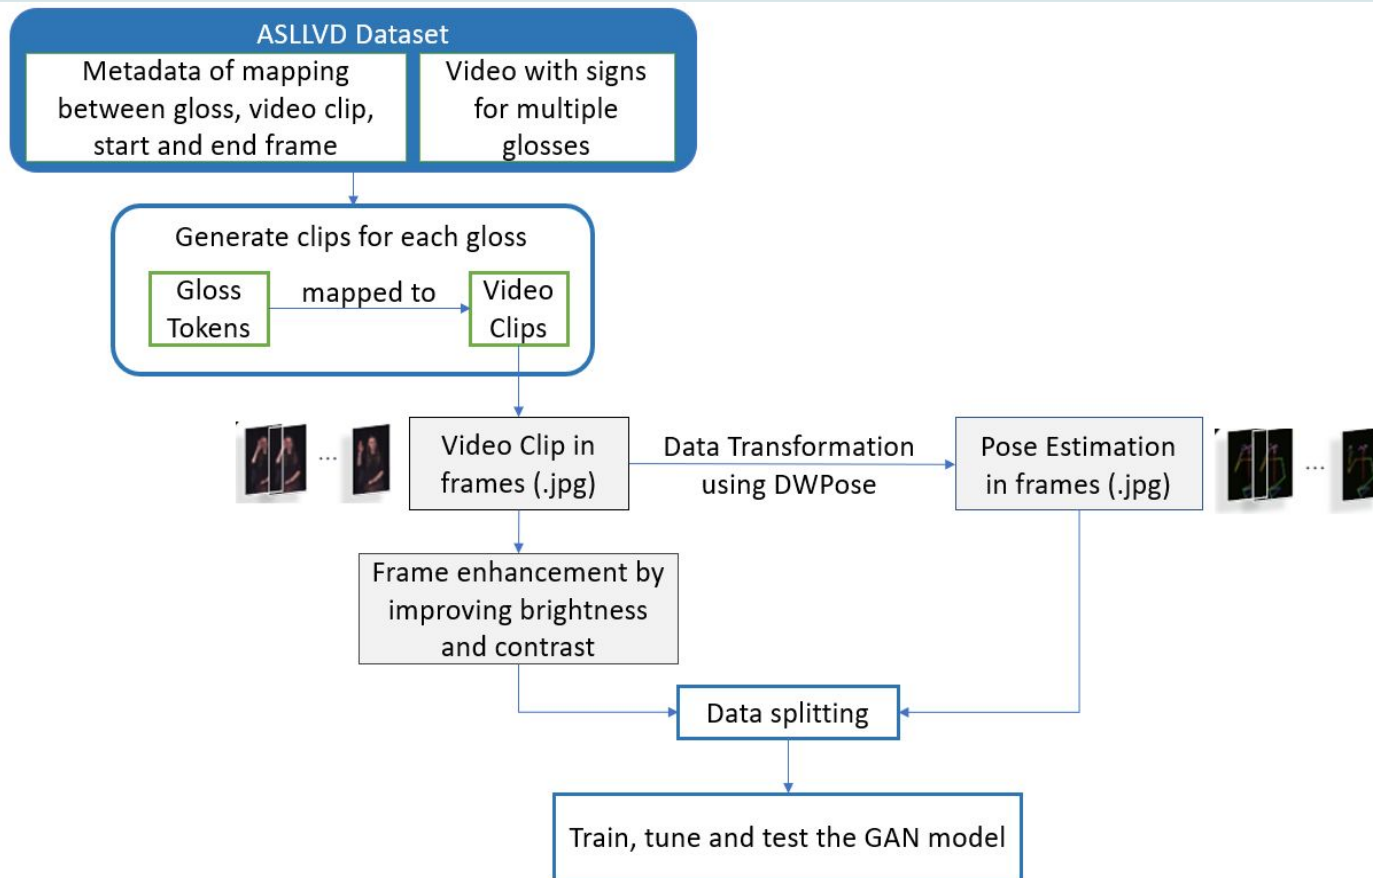 ASLLVD Dataset
Metadata of mapping
between gloss, video clip,
start and end frame
Video with signs
for multiple
glosses
Generate clips for each gloss
Gloss
Tokens
mapped to
Video
Clips
...
Video Clip in
frames (.jpg)
Data Transformation
using DWPose
Pose Estimation
in frames (.jpg)
...
Frame enhancement by
improving brightness
and contrast
Data splitting
Train, tune and test the GAN model